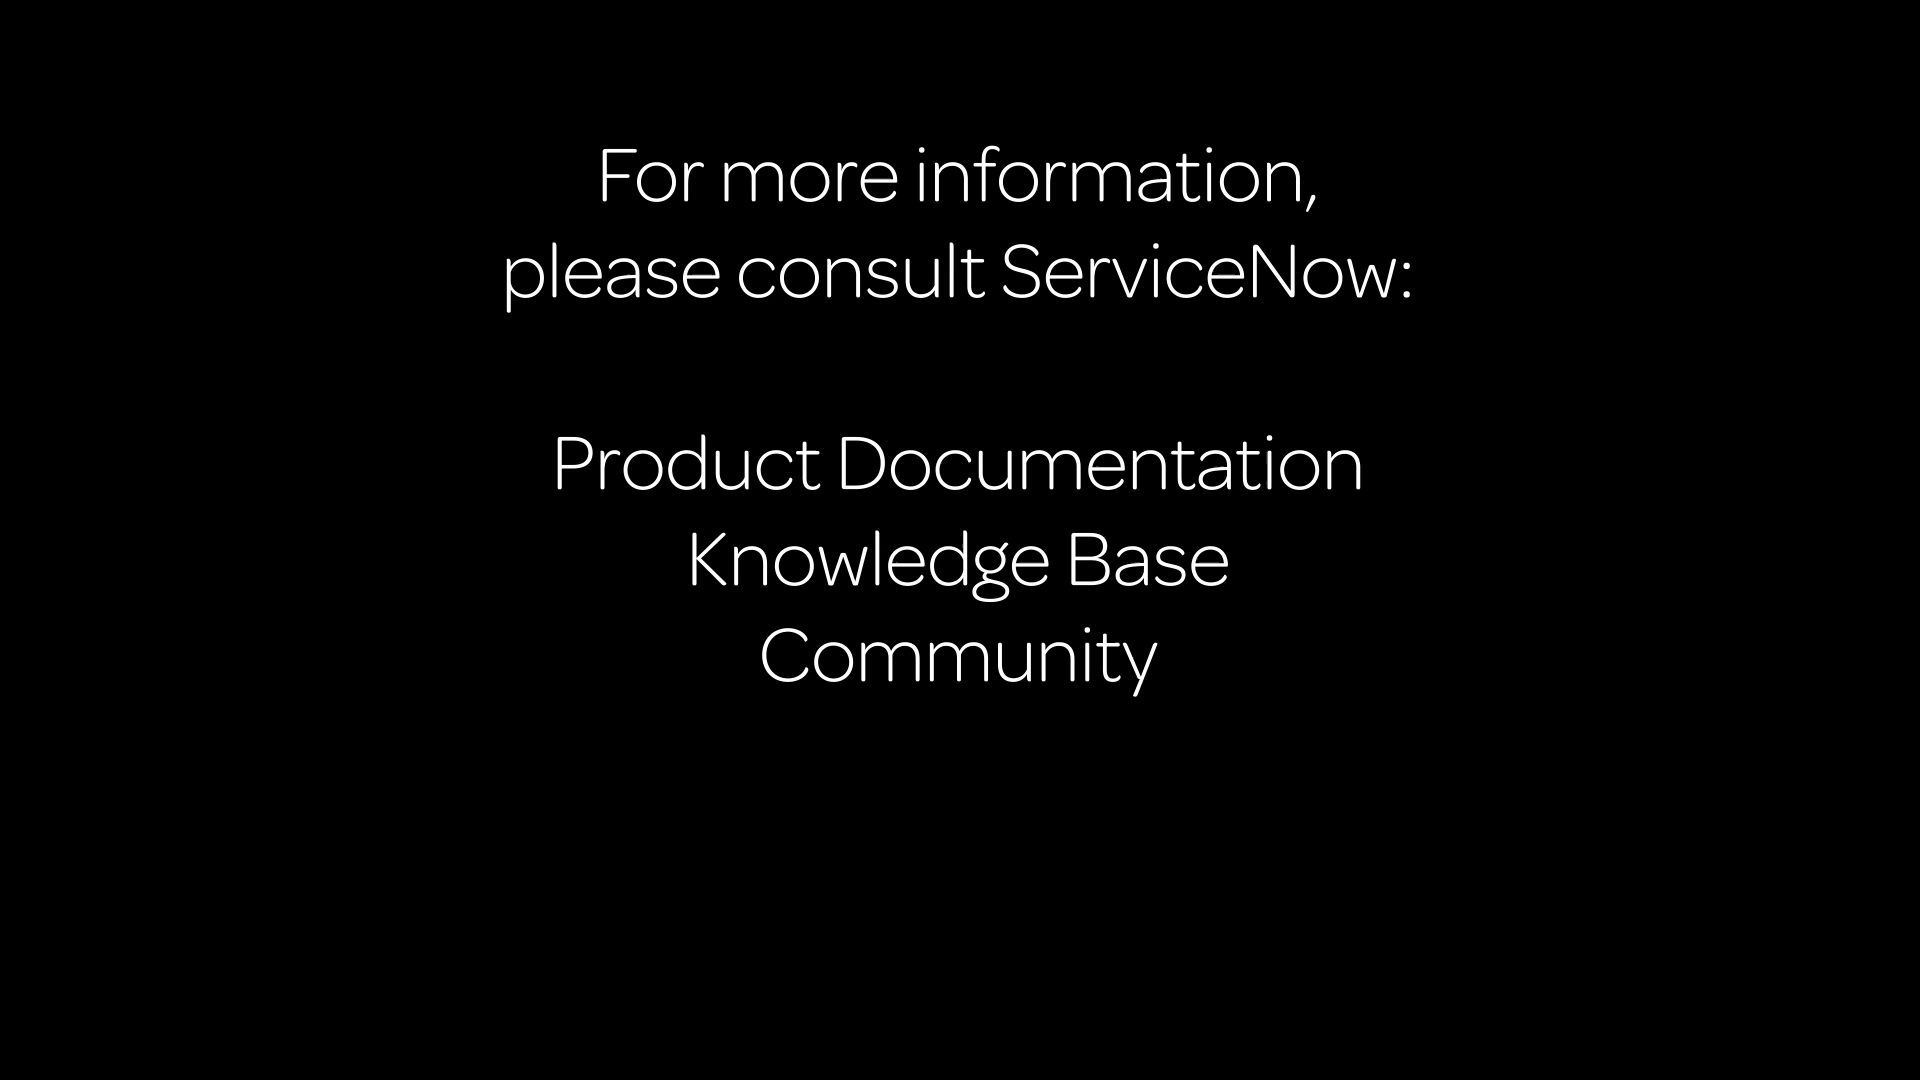 For more information,
please consult ServiceNow:
Product Documentation
Knowledge Base
Community